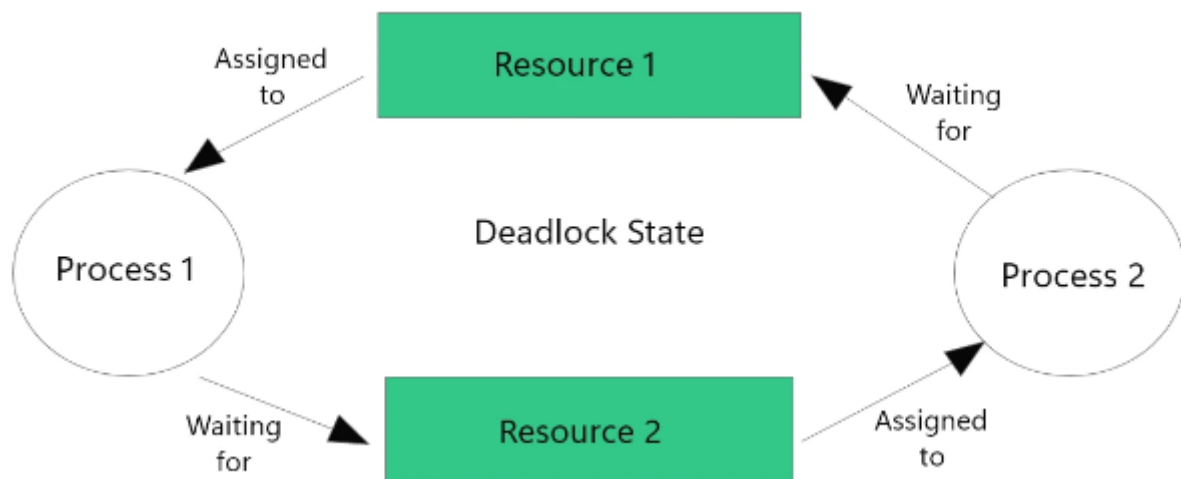 Resource 1
Assigned
to
Waiting
for
Deadlock State
Process 1
Process 2
Waiting
for
Resource 2
Assigned
to